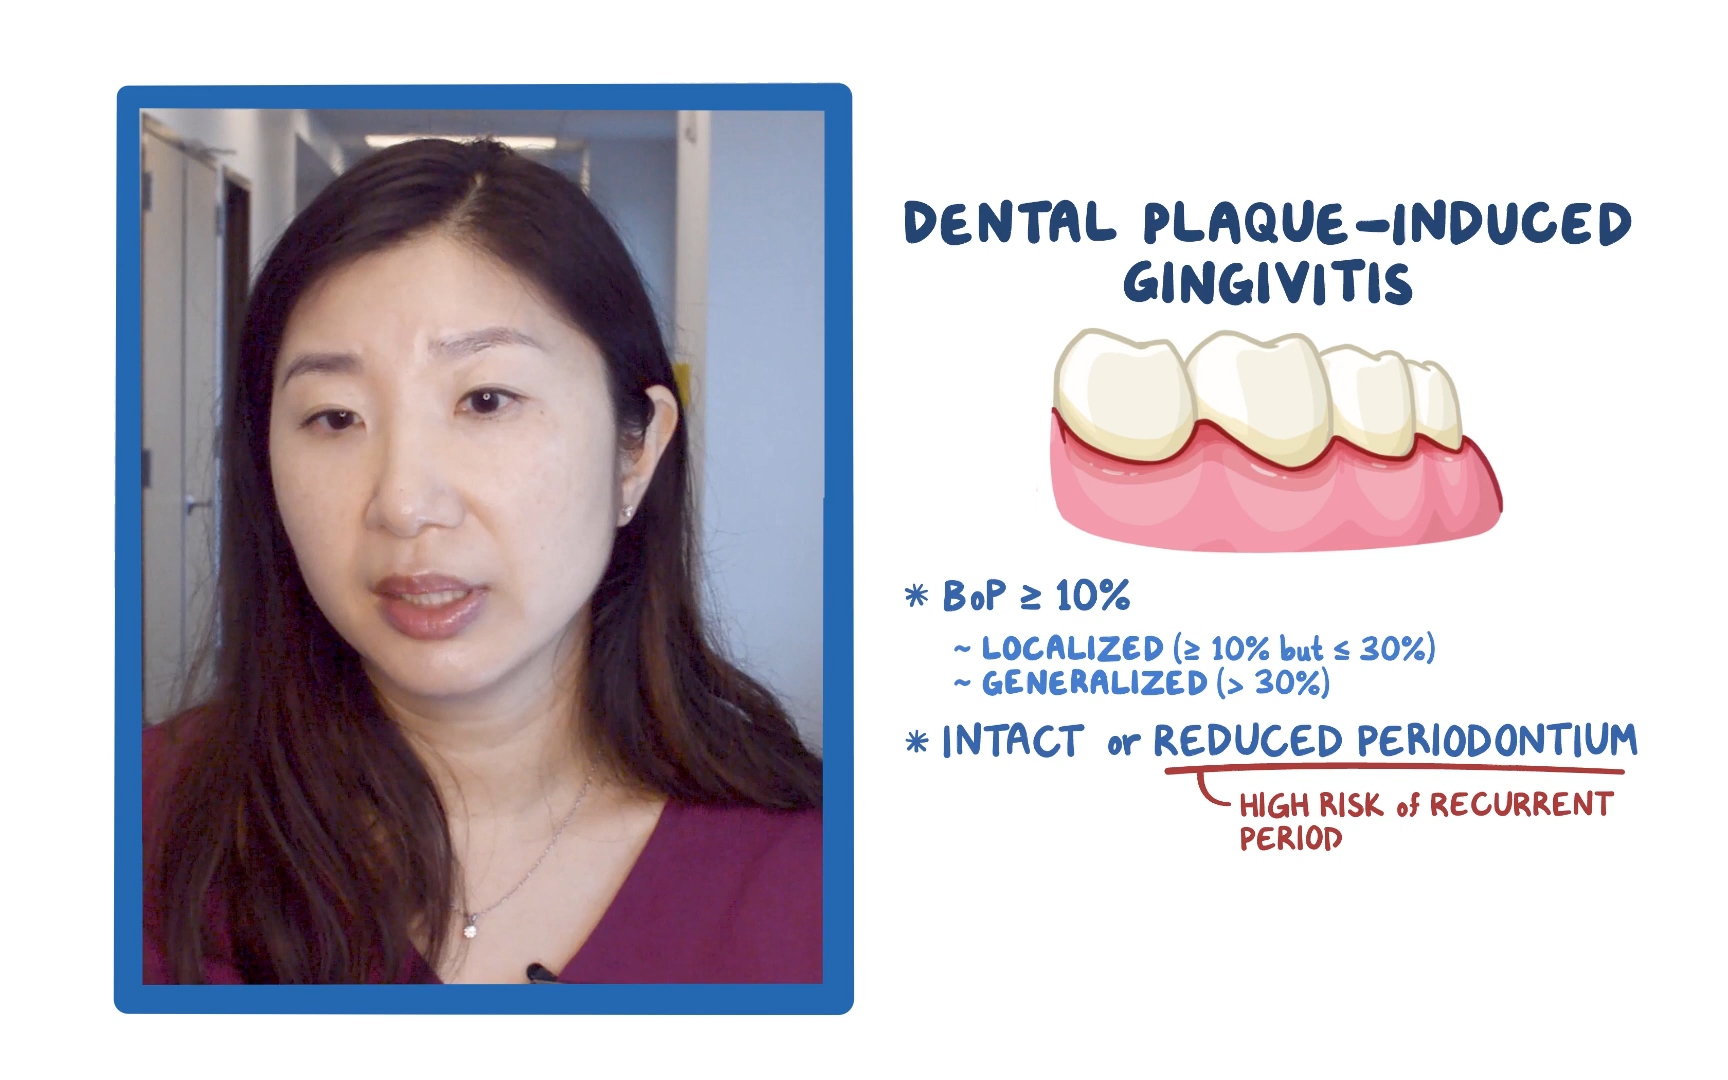 DENTAL PLAQUE-INDUCED
GINGIVITIS
* BoP ≥ 10%
~ LOCALIZED (≥ 10% but ≤ 30%)
~ GENERALIZED (> 30%)
* INTACT or REDUCED PERIODONTIUM
HIGH RISK of RECURRENT
PERIOD